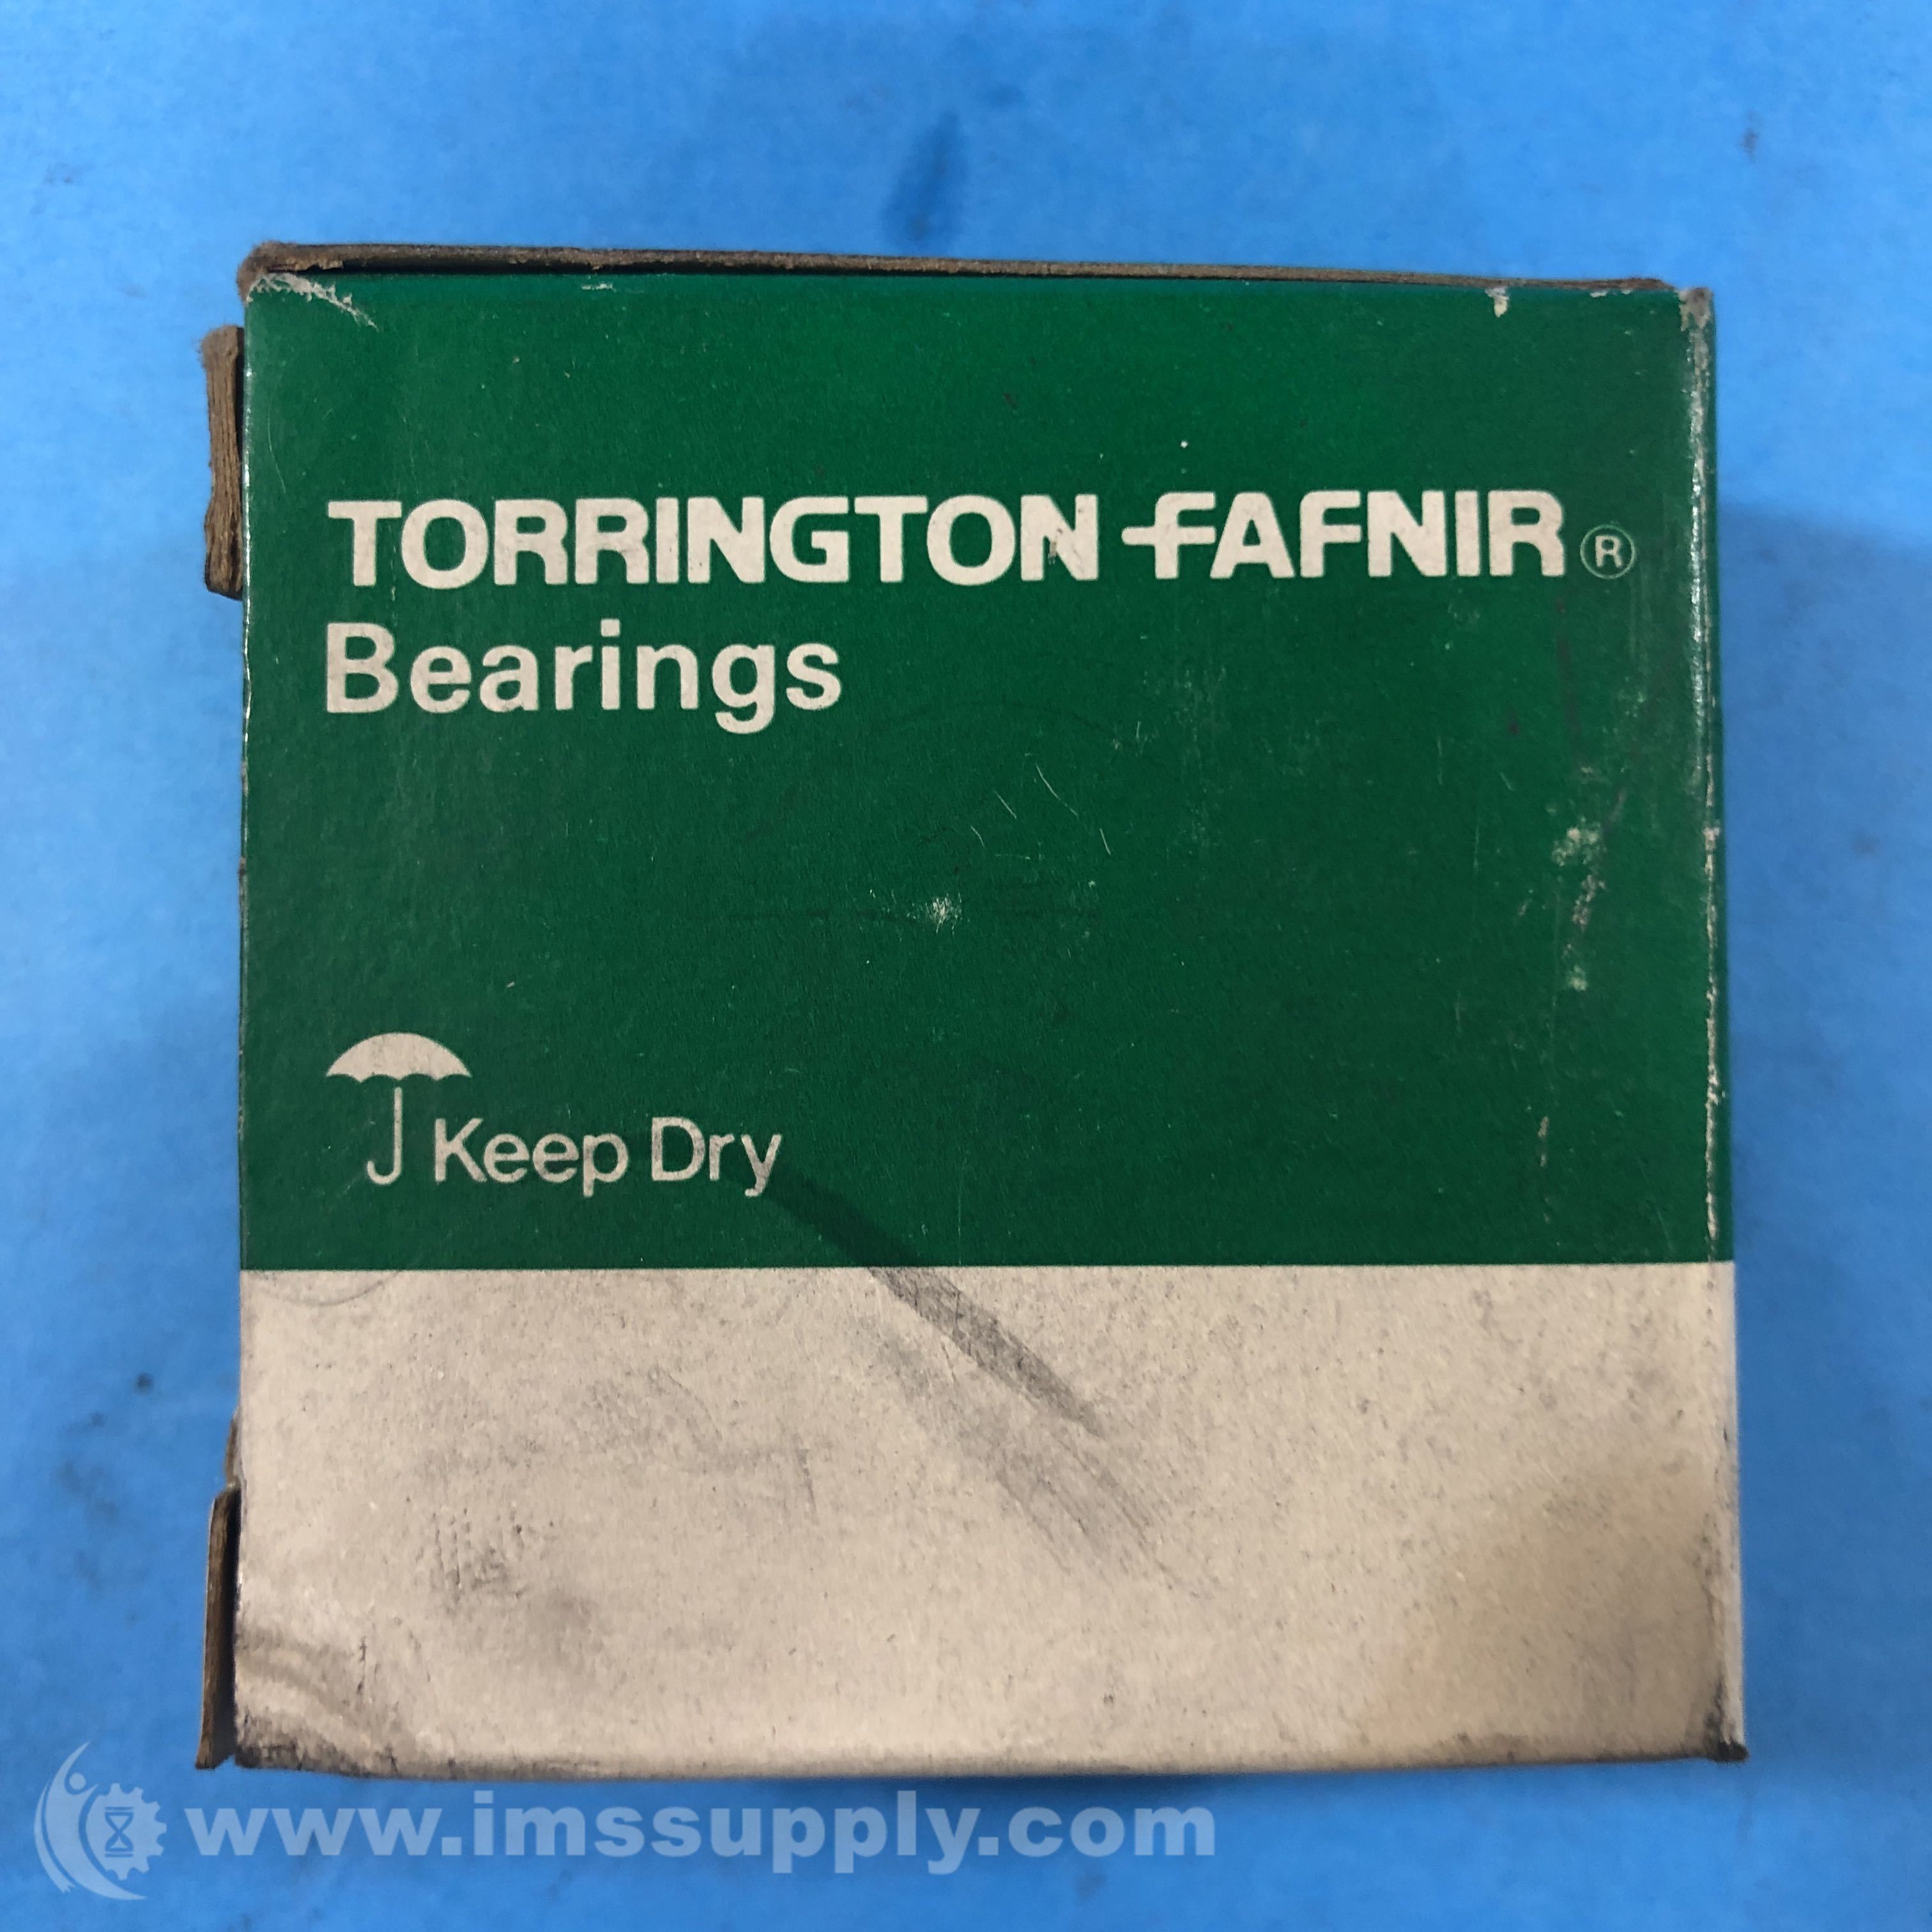 TORRINGTON FAFNIR®
Bearings
Keep Dry
www.imssupply.com